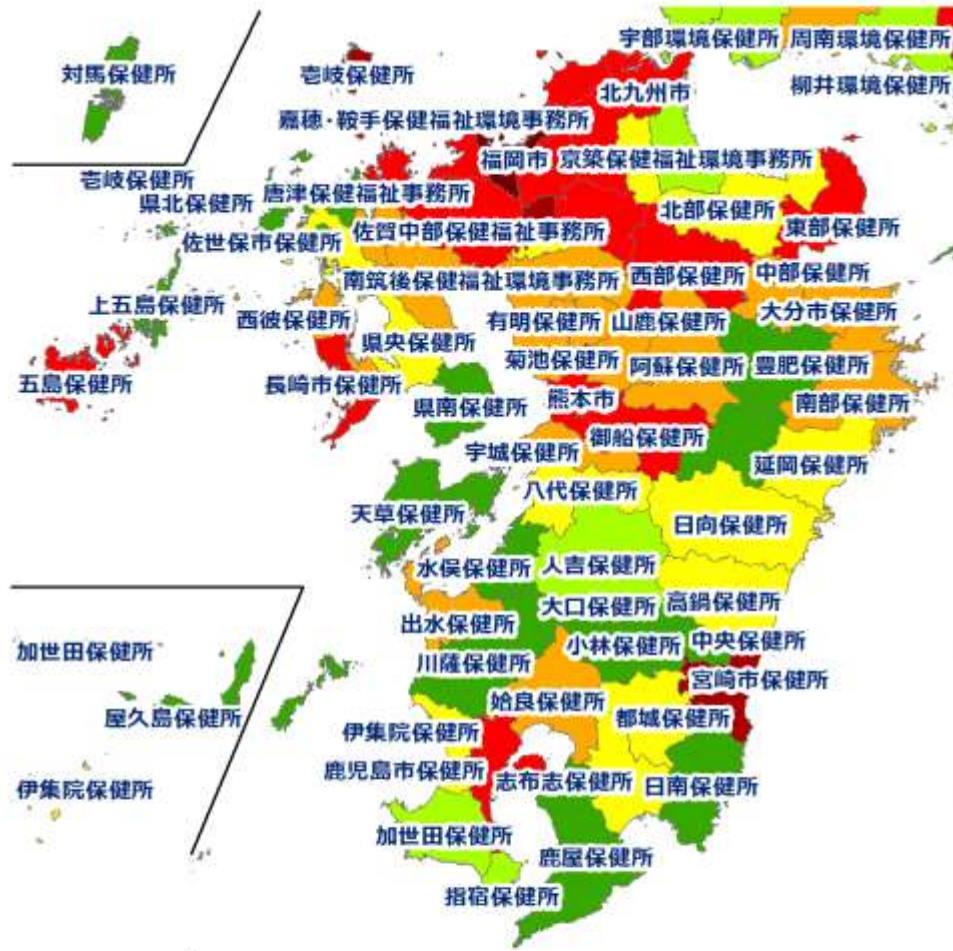 宇部環境保健所
周南環境保健所
対馬保健所
壱岐保健所
柳井環境保健所
北九州市
嘉穂・鞍手保健福祉環境事務所
福岡市
京築保健福祉環境事務所
壱岐保健所
唐津保健福祉事務所
県北保健所
北部保健所
東部保健所
佐世保市保健所
佐賀中部保健福祉事務所
南筑後保健福祉環境事務所
西部保健所
中部保健所
上五島保健所
西彼保健所
有明保健所
山鹿保健所
大分市保健所
県央保健所
菊池保健所
阿蘇保健所
豊肥保健所
五島保健所
長崎市保健所
県南保健所
熊本市
南部保健所
宇城保健所
御船保健所
延岡保健所
八代保健所
天草保健所
日向保健所
水俣保健所
人吉保健所
出水保健所
大口保健所
高鍋保健所
加世田保健所
川薩保健所
小林保健所
中央保健所
宮崎市保健所
屋久島保健所
姶良保健所
都城保健所
伊集院保健所
鹿児島市保健所
志布志保健所
日南保健所
伊集院保健所
加世田保健所
鹿屋保健所
指宿保健所